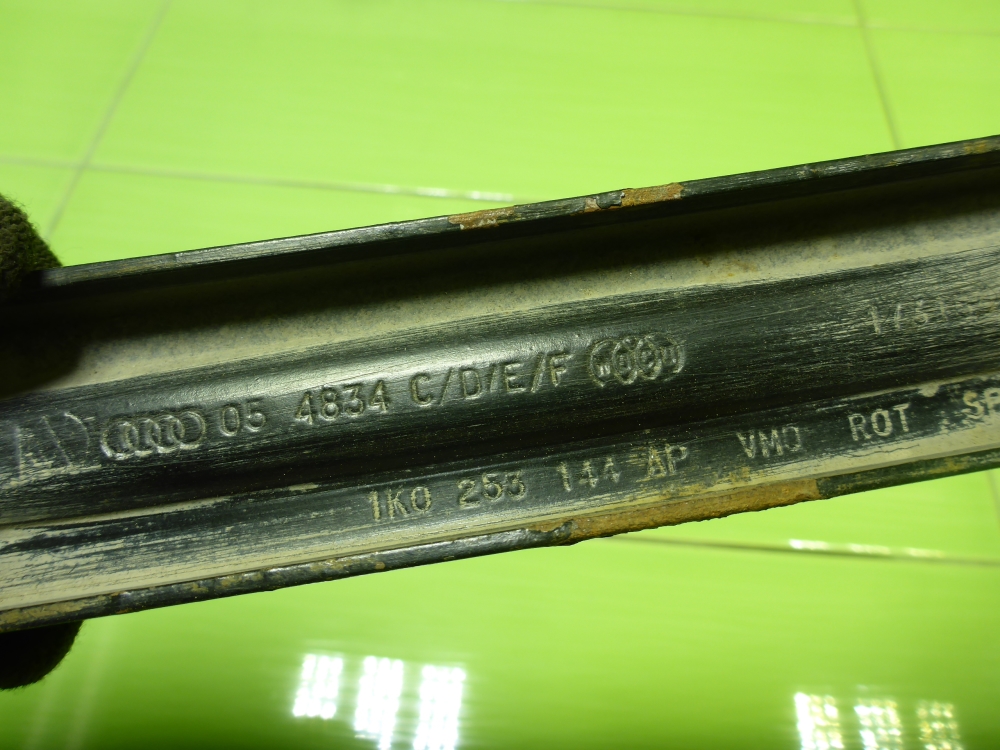 05 4834 C/D/E/F
1K0 253 144 AP VMO ROT